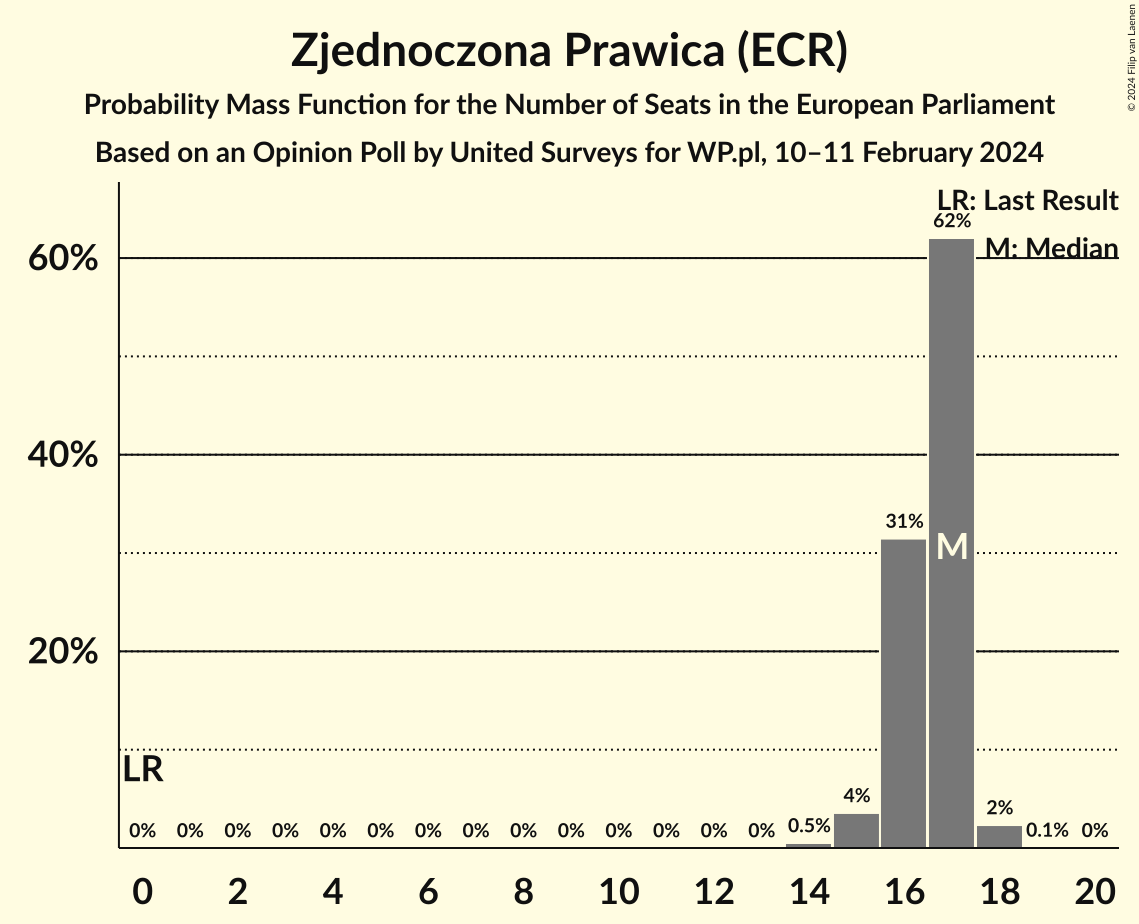 Zjednoczona Prawica (ECR)
Probability Mass Function for the Number of Seats in the European Parliament
Based on an Opinion Poll by United Surveys for WP.pl, 10–11 February 2024
© 2024 Filip van Laenen
LR: Last Result
62%
M: Median
60%
40%
31%
M
20%
LR
4%
2%
0% 0% 0% 0% 0% 0% 0% 0% 0% 0% 0% 0% 0% 0% 0.5% 0.1% 0%
0 2 4 6 8 10 12 14 16 18 20